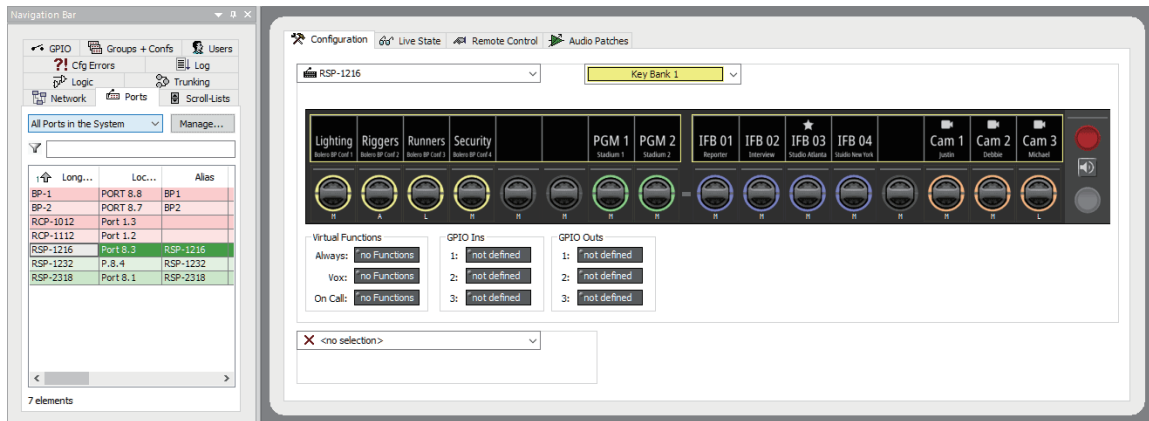 Navigation Bar
GPIO Groups + Confs Users
?! Cfg Errors Log
Logic Trunking
Network Ports Scroll-Lists
All Ports in the System Manage...
Long... Loc... Alias
BP-1 PORT 8.8 BP1
BP-2 PORT 8.7 BP2
RCP-1012 Port 1.3
RCP-1112 Port 1.2
RSP-1216 Port 8.3 RSP-1216
RSP-1232 P.8.4 RSP-1232
RSP-2318 Port 8.1 RSP-2318
7 elements
Configuration Live State Remote Control Audio Patches
RSP-1216 Key Bank 1
Lighting Riggers Runners Security PGM 1 PGM 2 IFB 01 IFB 02 IFB 03 IFB 04 Cam 1 Cam 2 Cam 3
Bolero BP Conf 1 Bolero BP Conf 2 Bolero BP Conf 3 Bolero BP Conf 4 Stadium 1 Stadium 2 Reporter Interview Studio Atlanta Studio New York Justin Debbie Michael
M A L M M M M M M M M M M M M L
Virtual Functions GPIO Ins GPIO Outs
Always: no Functions 1: not defined 1: not defined
Vox: no Functions 2: not defined 2: not defined
On Call: no Functions 3: not defined 3: not defined
<no selection>